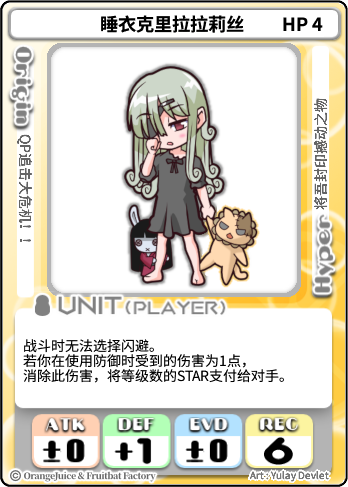 睡衣克里拉拉莉丝 HP 4
Origin
QP追击大危机！！
将吾封印撼动之物
Hyper
UNIT(PLAYER)
战斗时无法选择闪避。
若你在使用防御时受到的伤害为1点，
消除此伤害，将等级数的STAR支付给对手。
ATK DEF EVD REC
±0 +1 ±0 6
© OrangeJuice & Fruitbat Factory Art: Yulay Devlet